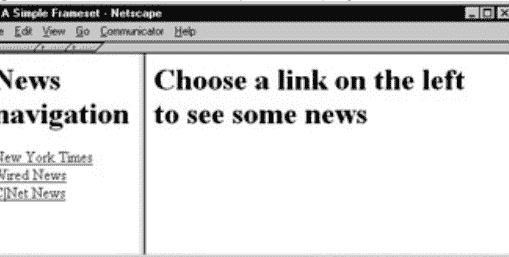 A Simple Frameset - Netscape
Edit View Go Communicator Help
News
navigation
New York Times
Wired News
C|Net News
Choose a link on the left
to see some news